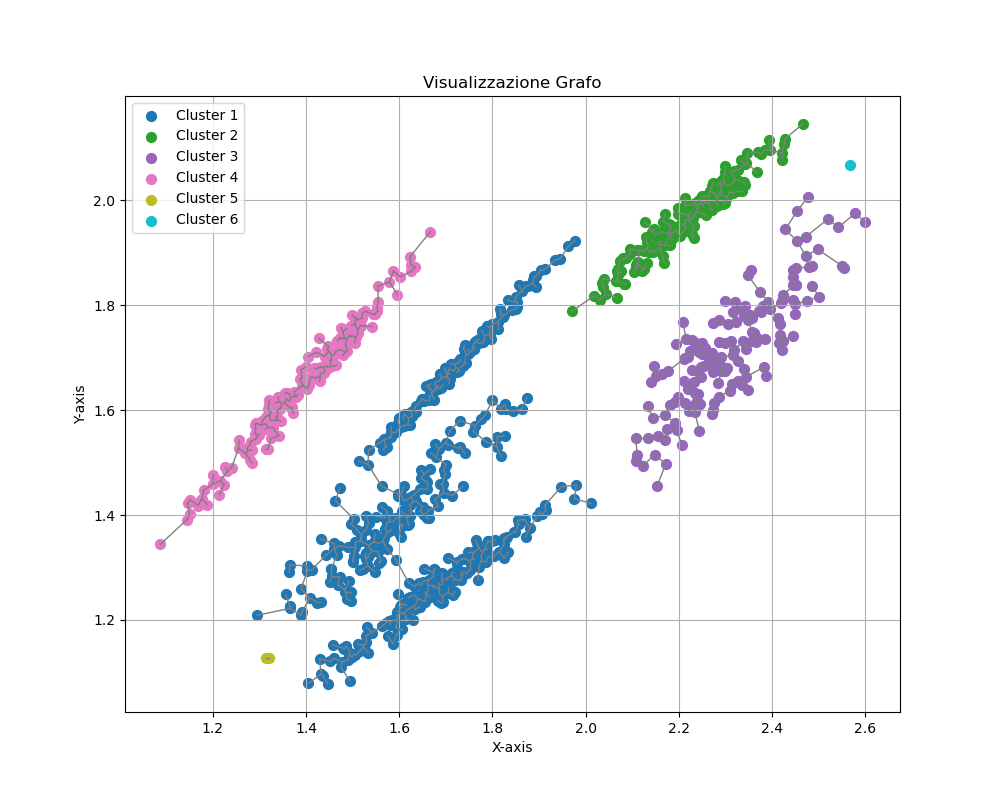 Visualizzazione Grafo
Cluster 1
Cluster 2
Cluster 3
Cluster 4
Cluster 5
Cluster 6
Y-axis
2.0
1.8
1.6
1.4
1.2
1.2 1.4 1.6 1.8 2.0 2.2 2.4 2.6
X-axis